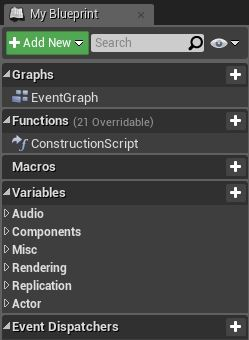 My Blueprint
Add New
Search
Graphs
EventGraph
Functions (21 Overridable)
ConstructionScript
Macros
Variables
Audio
Components
Misc
Rendering
Replication
Actor
Event Dispatchers